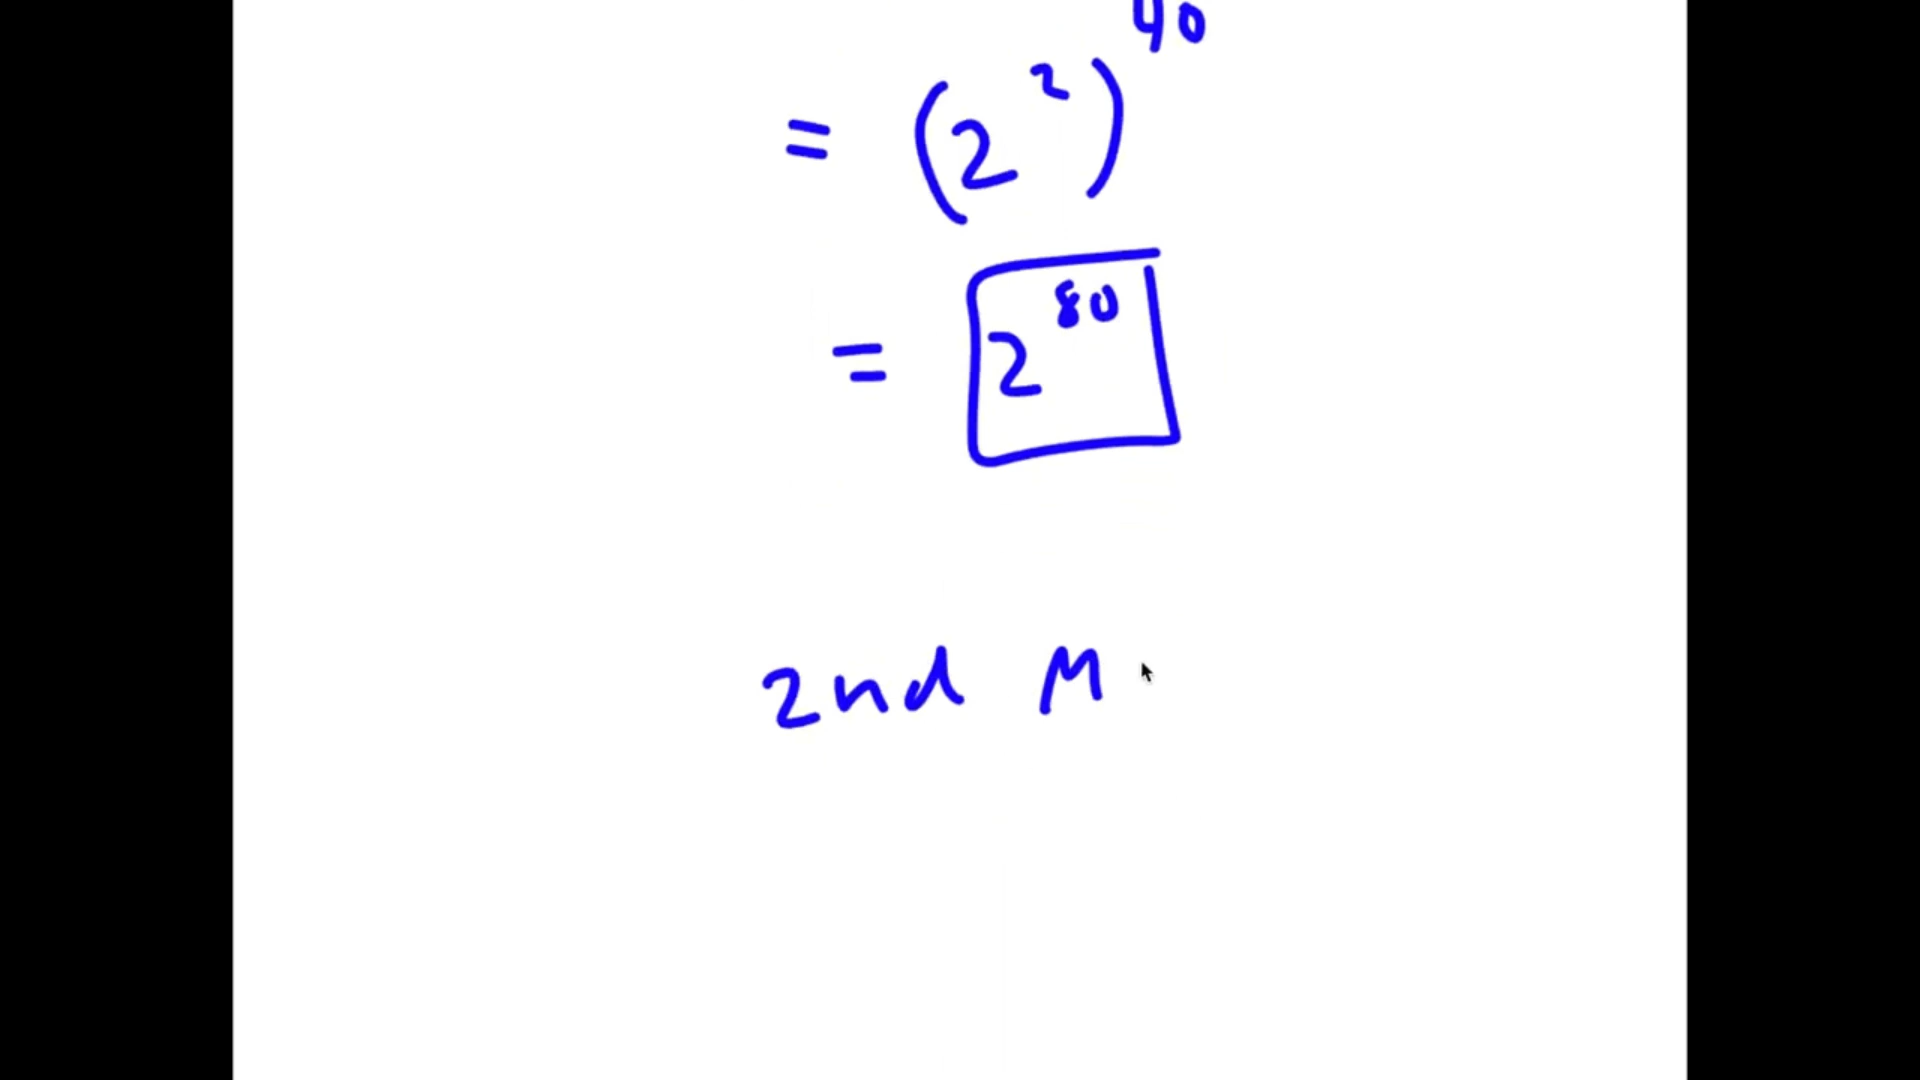 = (2²)⁴⁰
= 2⁸⁰
2nd M